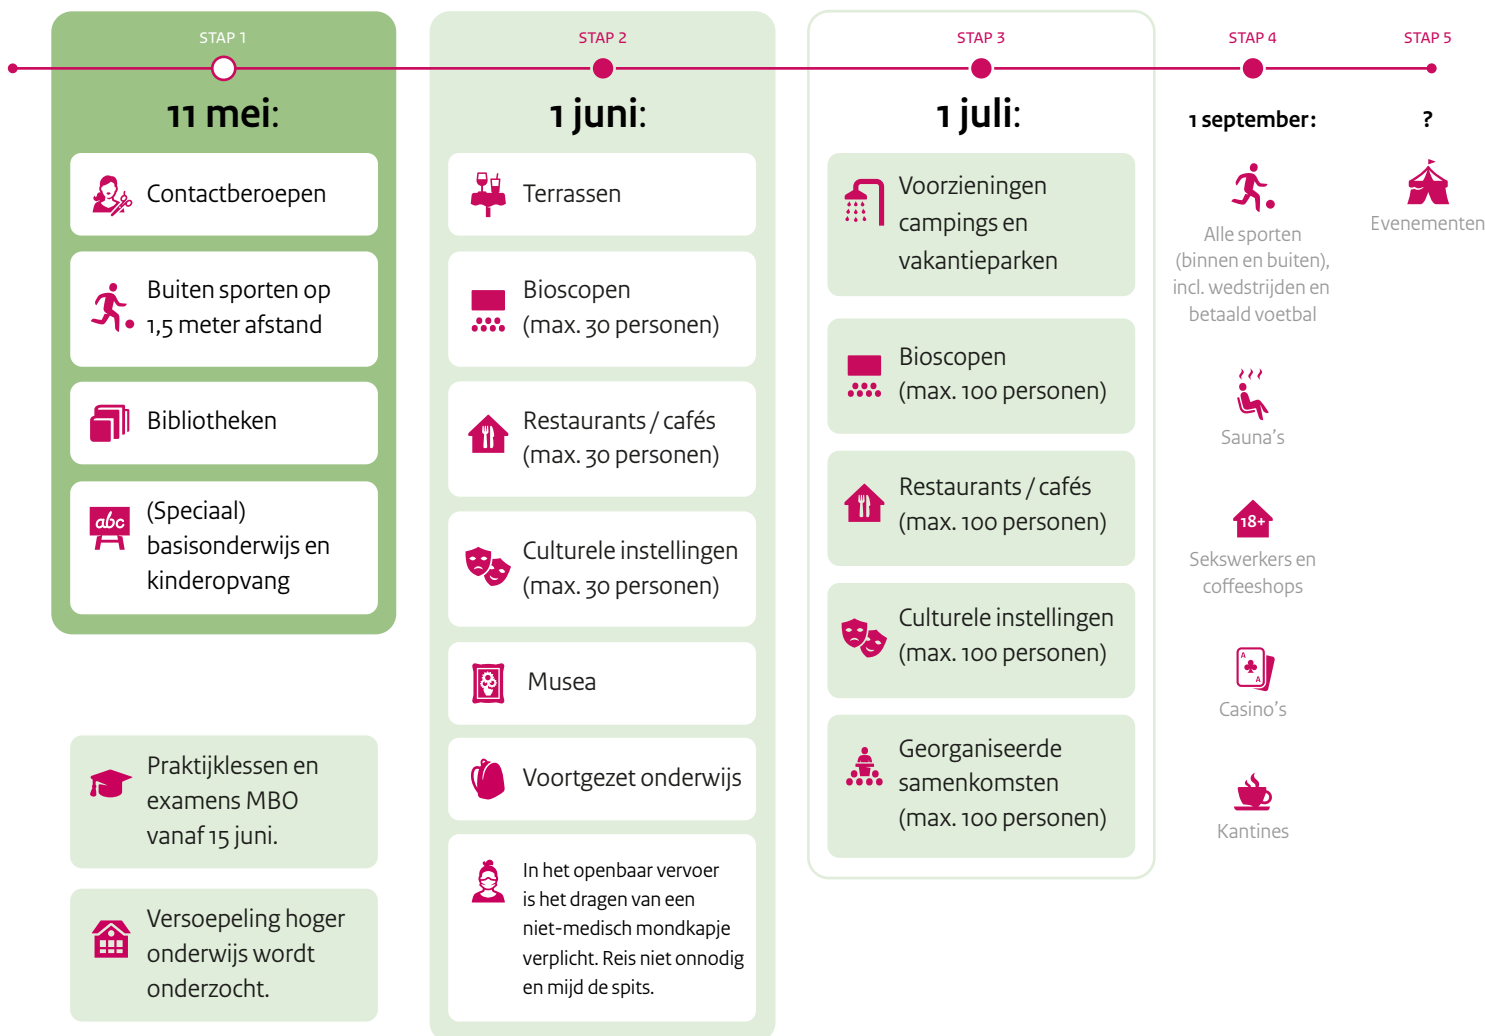 STAP 1
11 mei:
Contactberoepen
Buiten sporten op
1,5 meter afstand
Bibliotheken
abc
(Speciaal)
basisonderwijs en
kinderopvang
Praktijklessen en
examens MBO
vanaf 15 juni.
Versoepeling hoger
onderwijs wordt
onderzocht.
STAP 2
1 juni:
Terrassen
Bioscopen
(max. 30 personen)
Restaurants / cafés
(max. 30 personen)
Culturele instellingen
(max. 30 personen)
Musea
Voortgezet onderwijs
In het openbaar vervoer
is het dragen van een
niet-medisch mondkapje
verplicht. Reis niet onnodig
en mijd de spits.
STAP 3
1 juli:
Voorzieningen
campings en
vakantieparken
Bioscopen
(max. 100 personen)
Restaurants / cafés
(max. 100 personen)
Culturele instellingen
(max. 100 personen)
Georganiseerde
samenkomsten
(max. 100 personen)
STAP 4
1 september:
Alle sporten
(binnen en buiten),
incl. wedstrijden en
betaald voetbal
Sauna's
18+
Sekswerkers en
coffeeshops
A
A
Casino's
Kantines
STAP 5
?
Evenementen